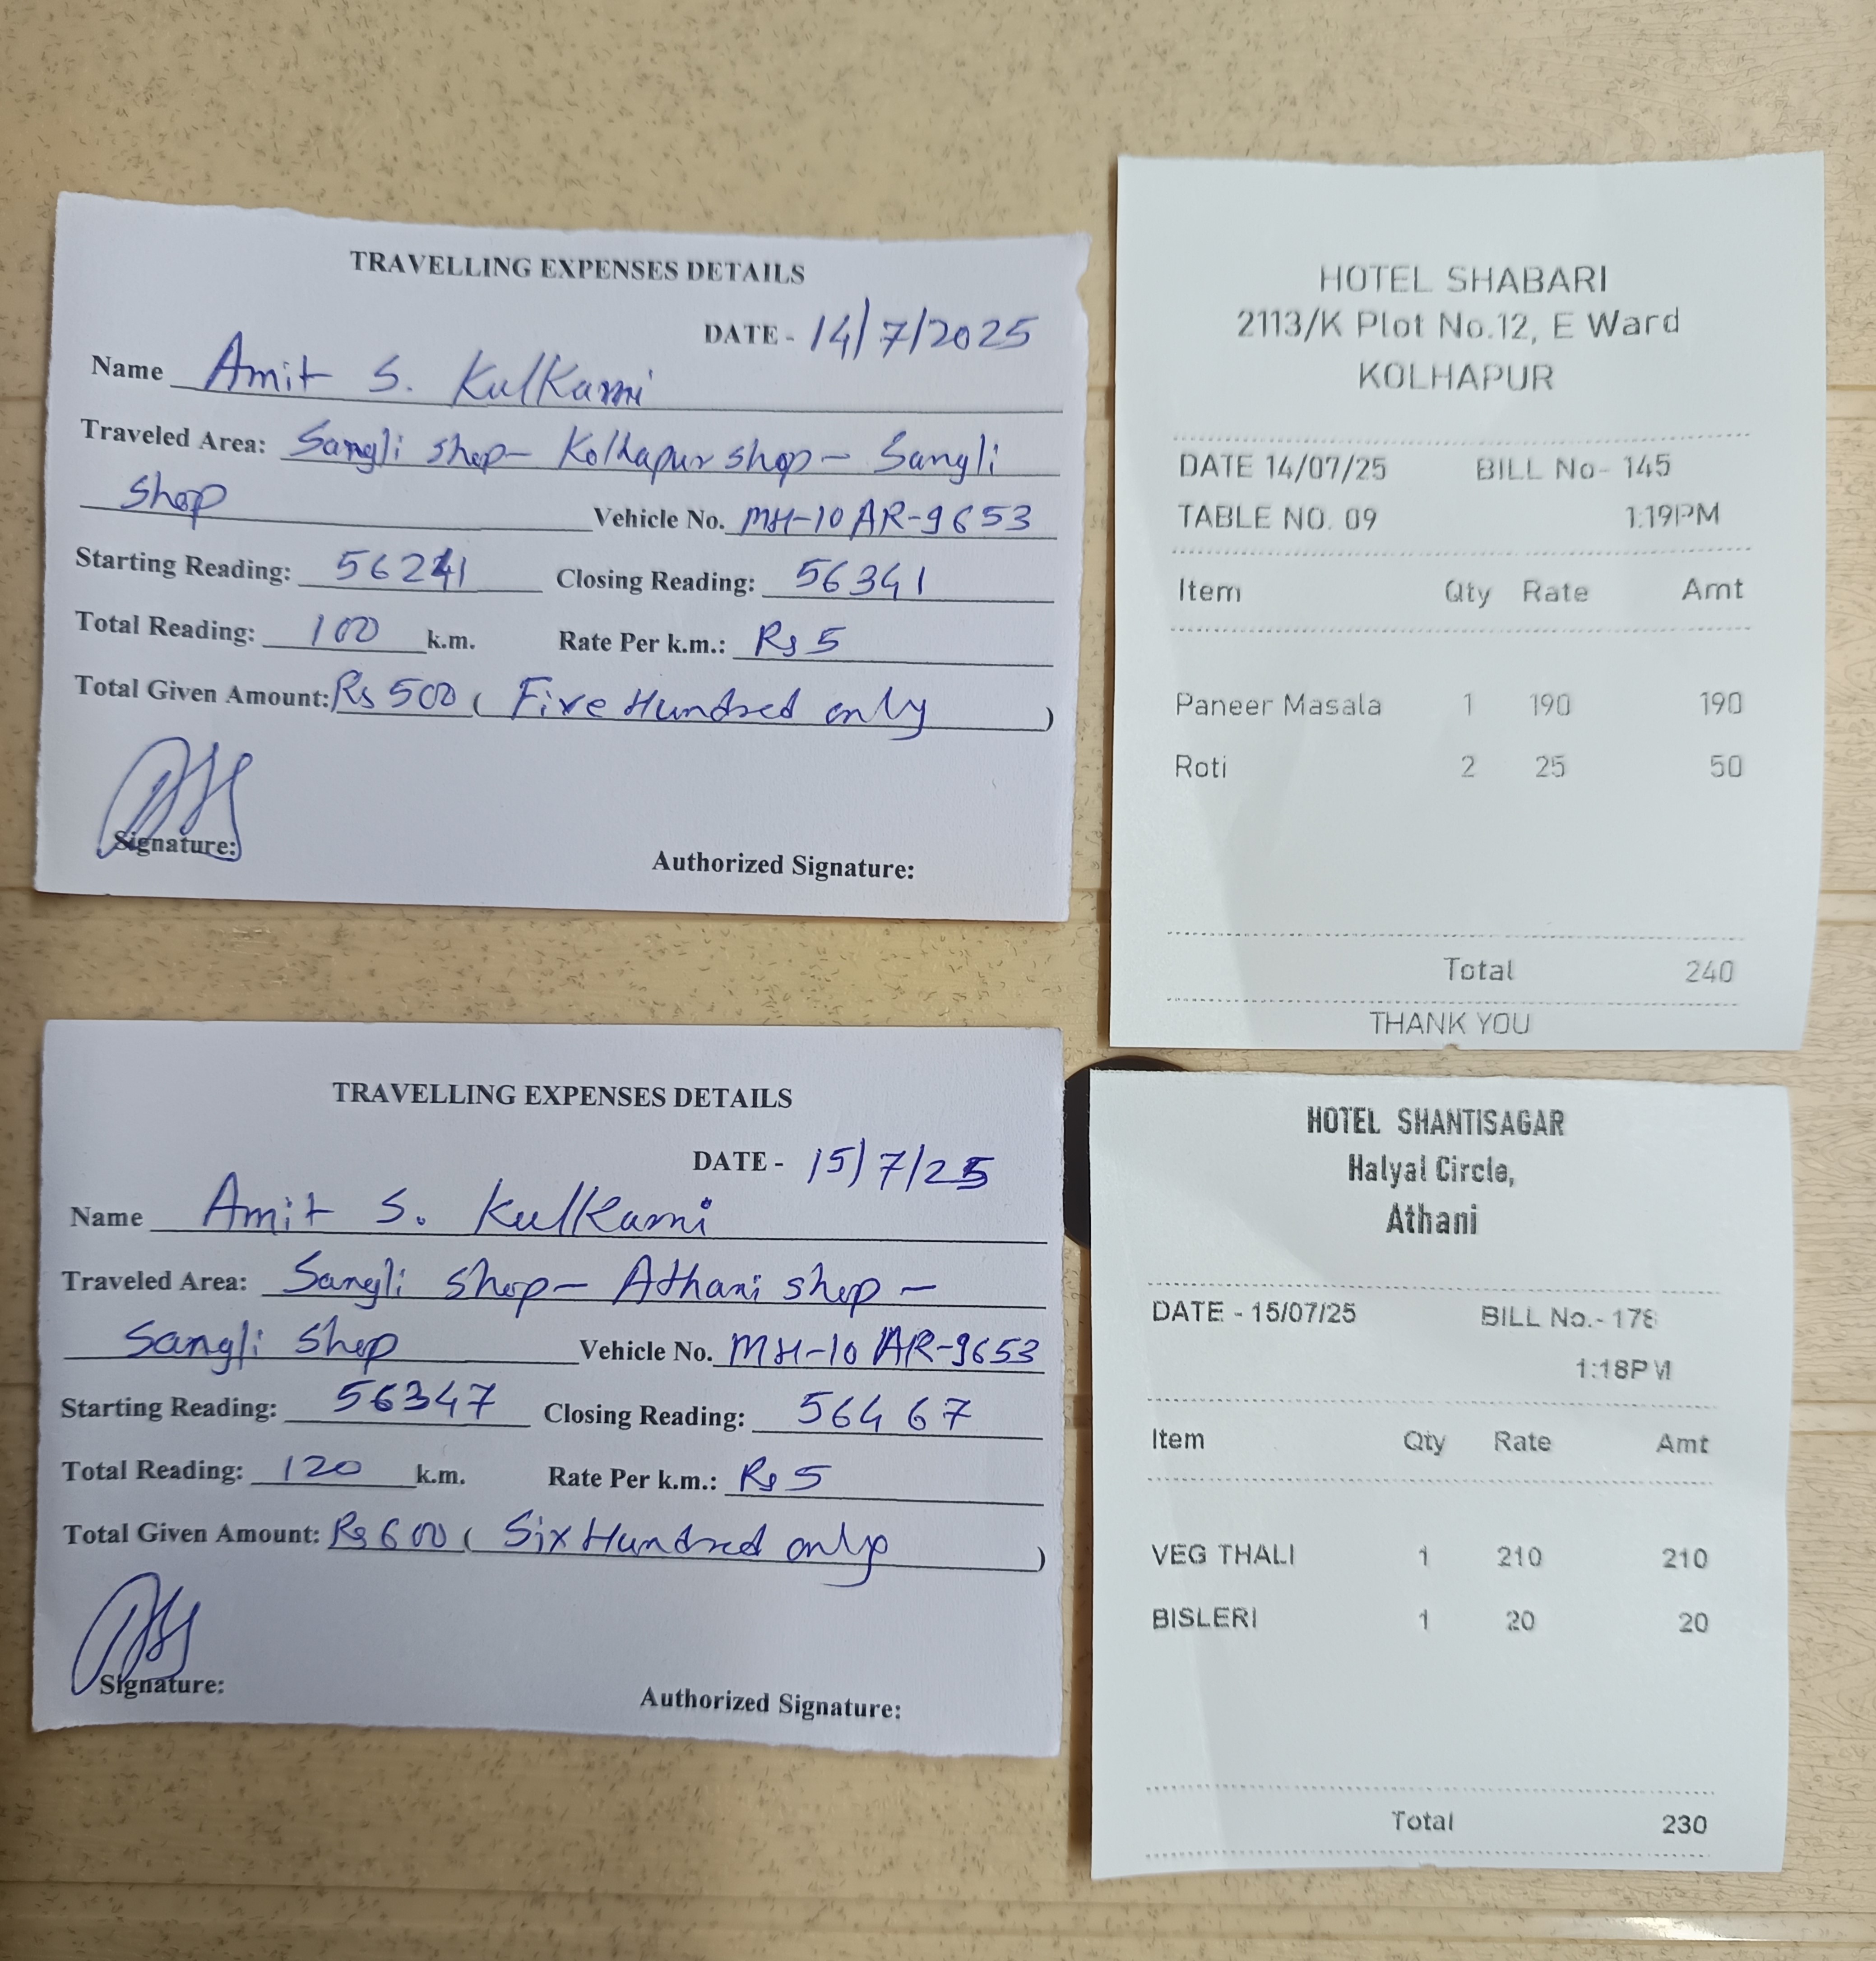 TRAVELLING EXPENSES DETAILS
DATE - 14/7/2025
Name Amit S. Kulkarni
Traveled Area: Sangli shop- Kolhapur shop- Sangli
shop Vehicle No. MH-10 AR-9653
Starting Reading: 56241 Closing Reading: 56341
Total Reading: 100 k.m. Rate Per k.m.: Rs 5
Total Given Amount: Rs 500 ( Five Hundred only )
Signature:
Authorized Signature:
HOTEL SHABARI
2113/K Plot No.12, E Ward
KOLHAPUR
DATE 14/07/25 BILL No- 145
TABLE NO. 09 1:19PM
Item Qty Rate Amt
Paneer Masala 1 190 190
Roti 2 25 50
Total 240
THANK YOU
TRAVELLING EXPENSES DETAILS
DATE - 15/7/25
Name Amit S. Kulkarni
Traveled Area: Sangli shop- Athani shop-
Sangli shop Vehicle No. MH-10 AR-9653
Starting Reading: 56347 Closing Reading: 56467
Total Reading: 120 k.m. Rate Per k.m.: Rs 5
Total Given Amount: Rs 600 ( Six Hundred only )
Signature:
Authorized Signature:
HOTEL SHANTISAGAR
Halyal Circle,
Athani
DATE - 15/07/25 BILL No.- 178
1:18PM
Item Qty Rate Amt
VEG THALI 1 210 210
BISLERI 1 20 20
Total 230